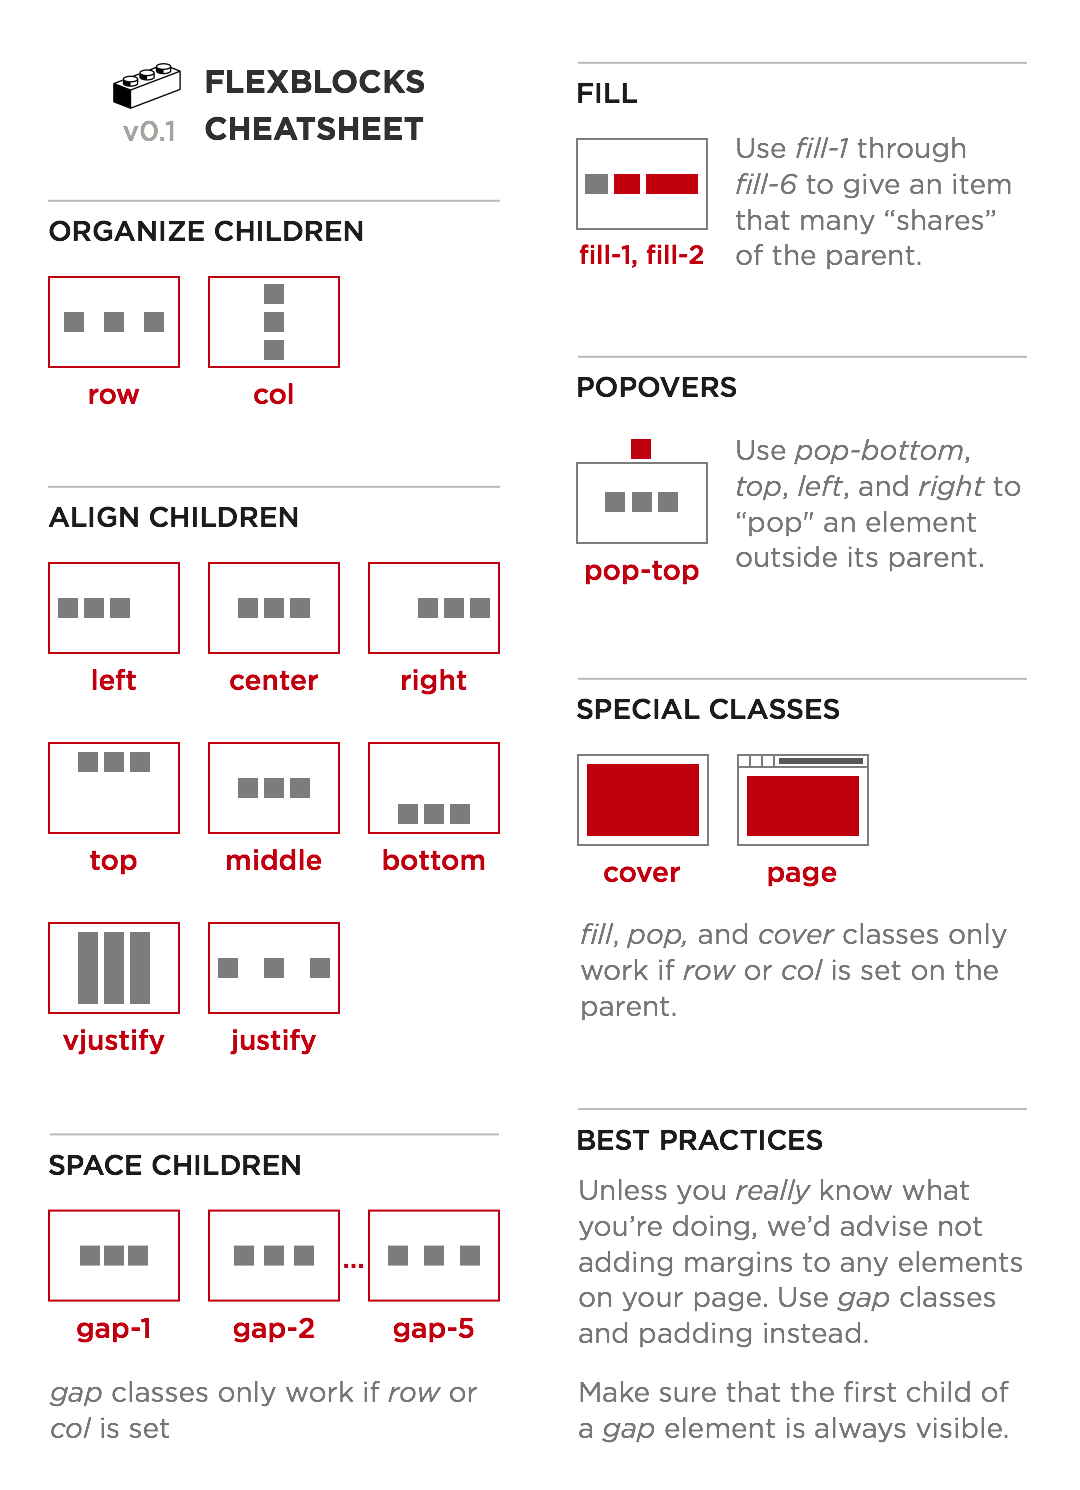 FLEXBLOCKS
v0.1 CHEATSHEET
ORGANIZE CHILDREN
row col
ALIGN CHILDREN
left center right
top middle bottom
vjustify justify
SPACE CHILDREN
...
gap-1 gap-2 gap-5
gap classes only work if row or
col is set
FILL
Use fill-1 through
fill-6 to give an item
that many “shares”
of the parent.
fill-1, fill-2
POPOVERS
Use pop-bottom,
top, left, and right to
“pop" an element
outside its parent.
pop-top
SPECIAL CLASSES
cover page
fill, pop, and cover classes only
work if row or col is set on the
parent.
BEST PRACTICES
Unless you really know what
you’re doing, we’d advise not
adding margins to any elements
on your page. Use gap classes
and padding instead.
Make sure that the first child of
a gap element is always visible.